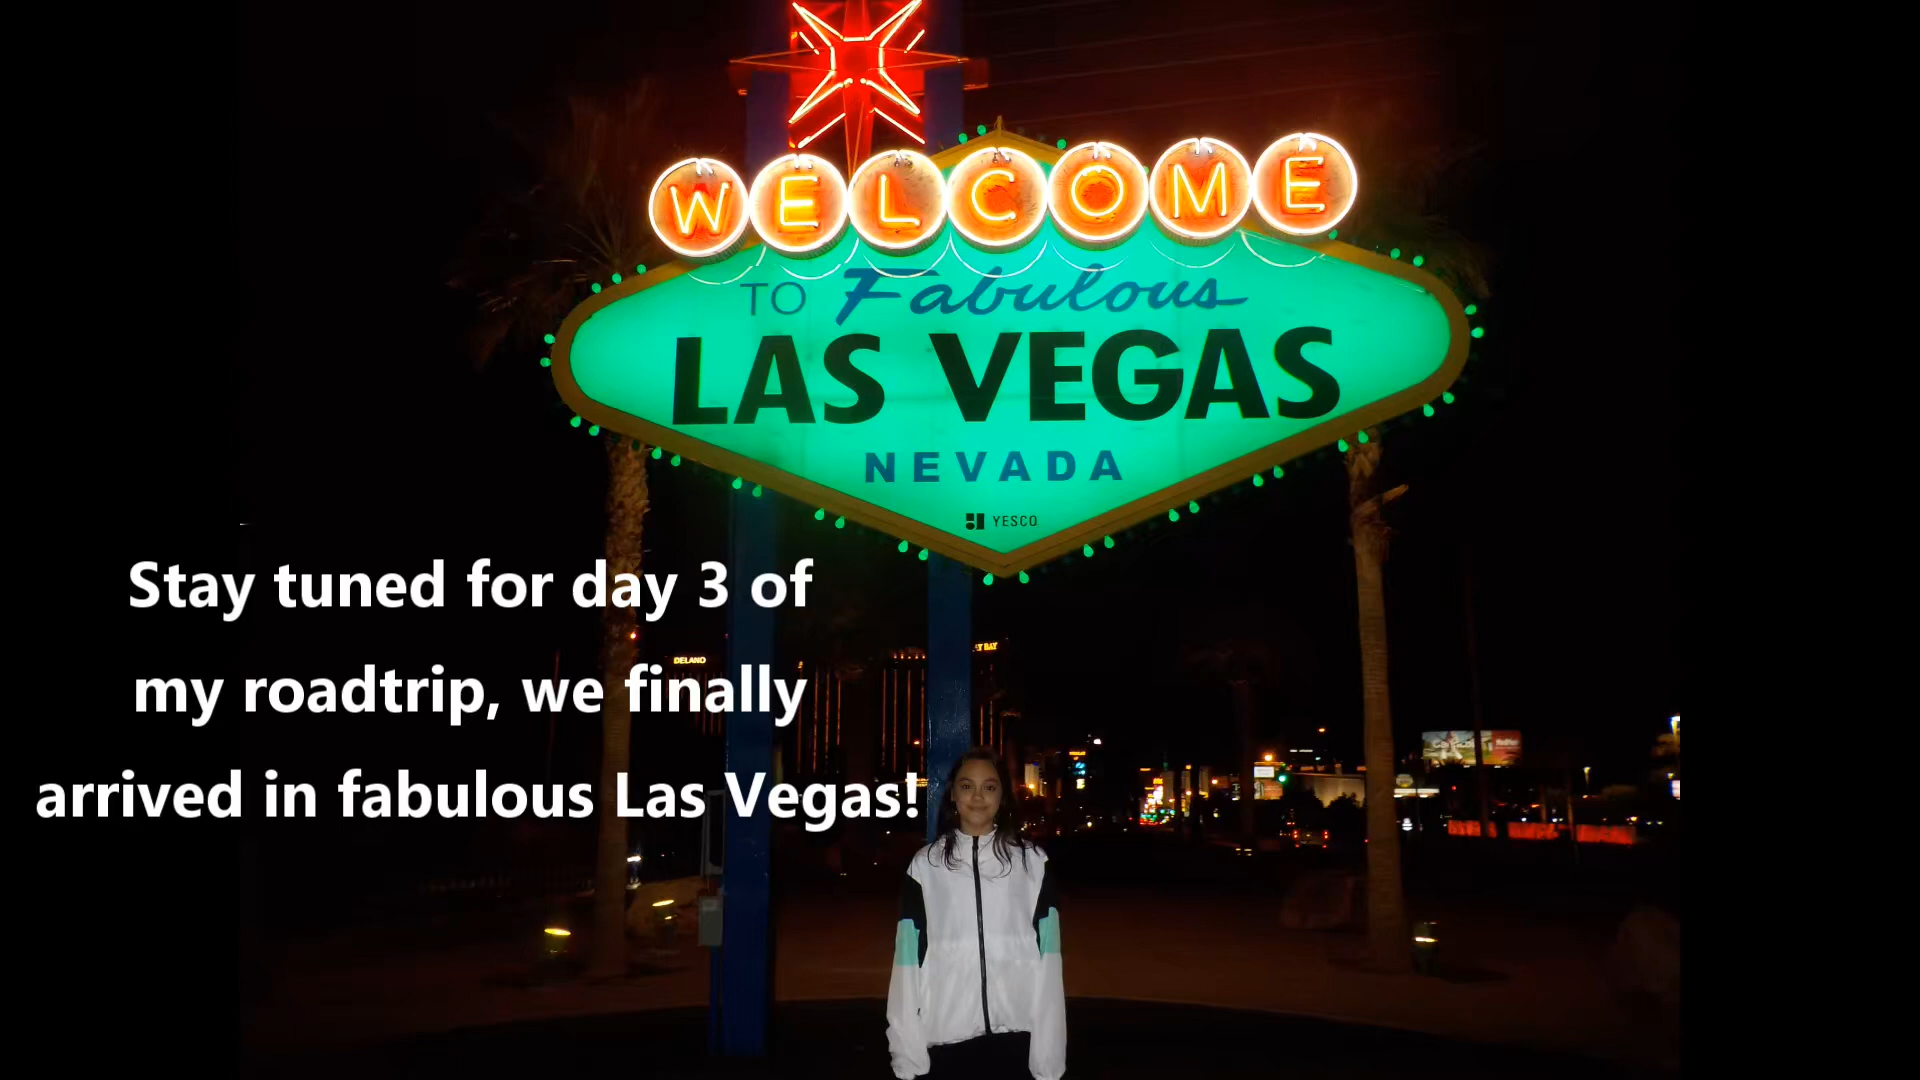 WELCOME
TO Fabulous
LAS VEGAS
NEVADA
YESCO
Stay tuned for day 3 of
my roadtrip, we finally
arrived in fabulous Las Vegas!
DELANO